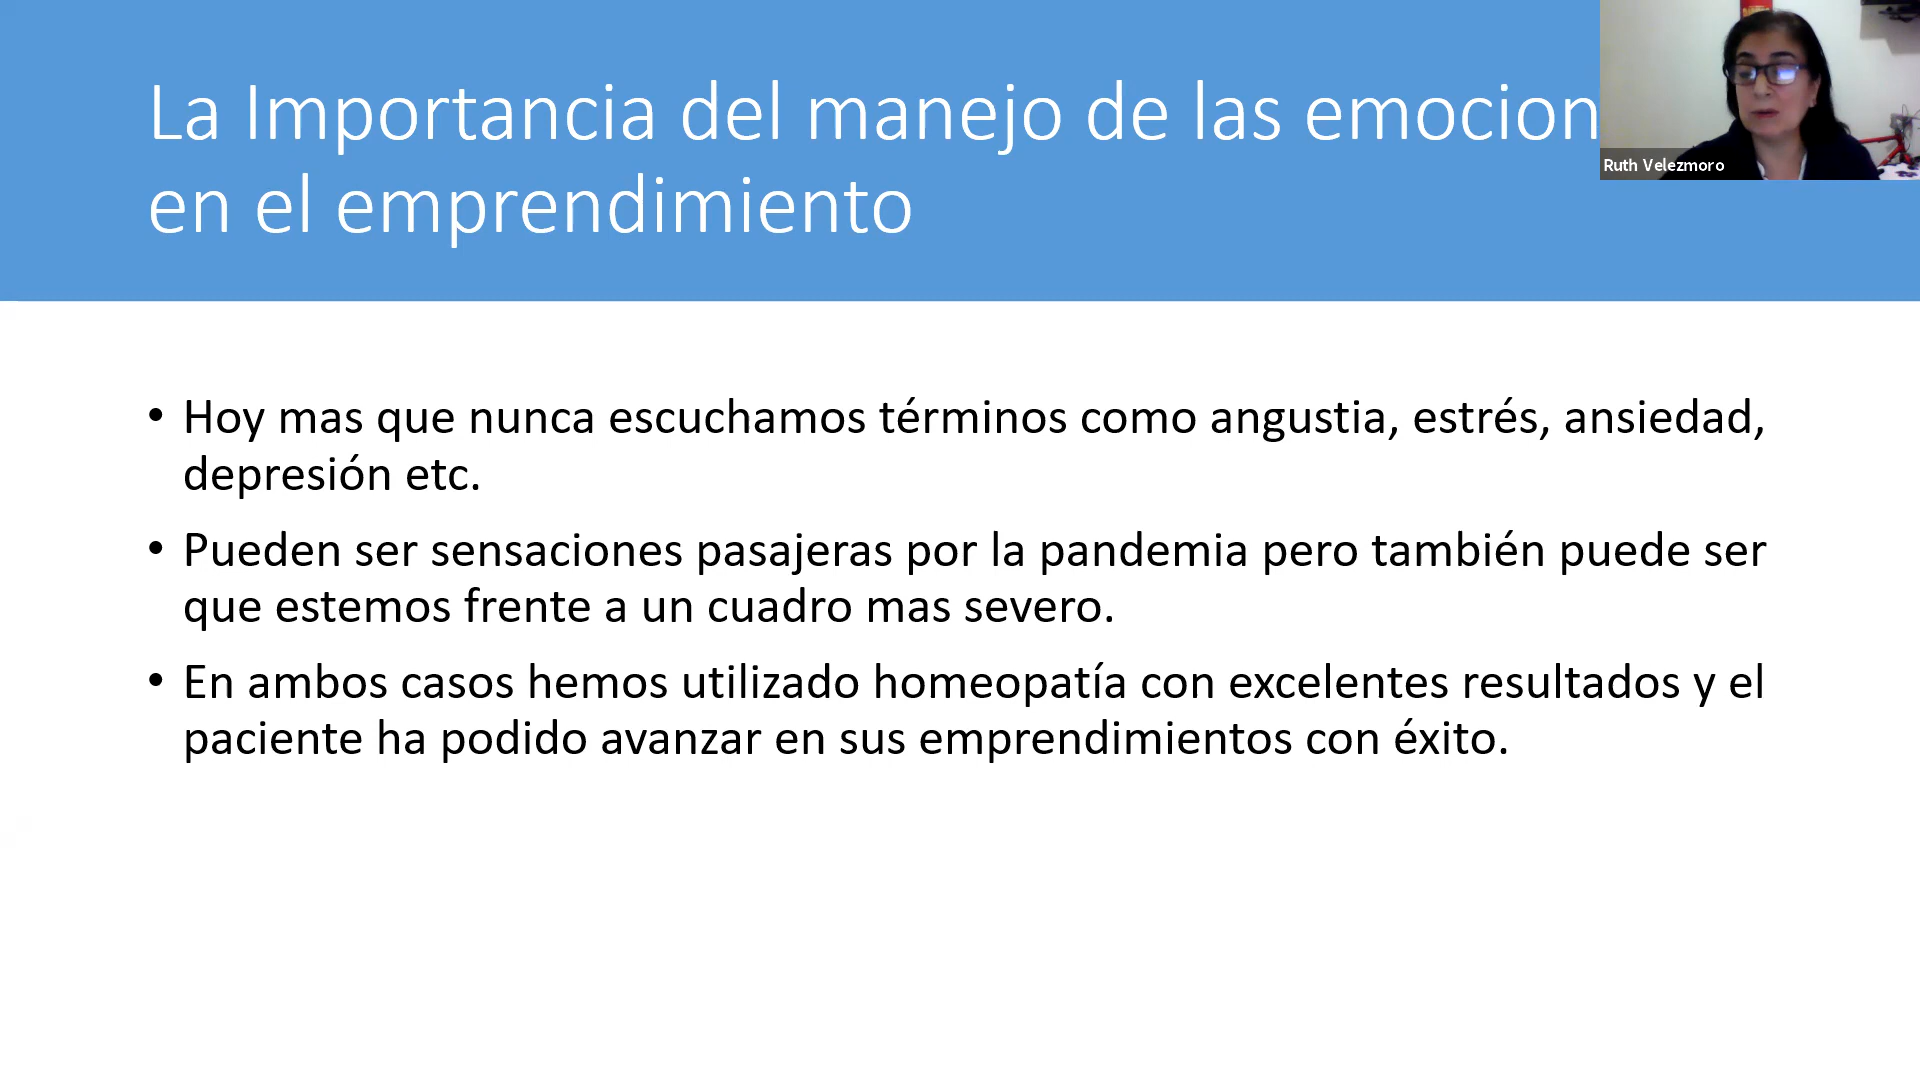 La Importancia del manejo de las emocion
en el emprendimiento
Ruth Velezmoro
• Hoy mas que nunca escuchamos términos como angustia, estrés, ansiedad,
depresión etc.
• Pueden ser sensaciones pasajeras por la pandemia pero también puede ser
que estemos frente a un cuadro mas severo.
• En ambos casos hemos utilizado homeopatía con excelentes resultados y el
paciente ha podido avanzar en sus emprendimientos con éxito.